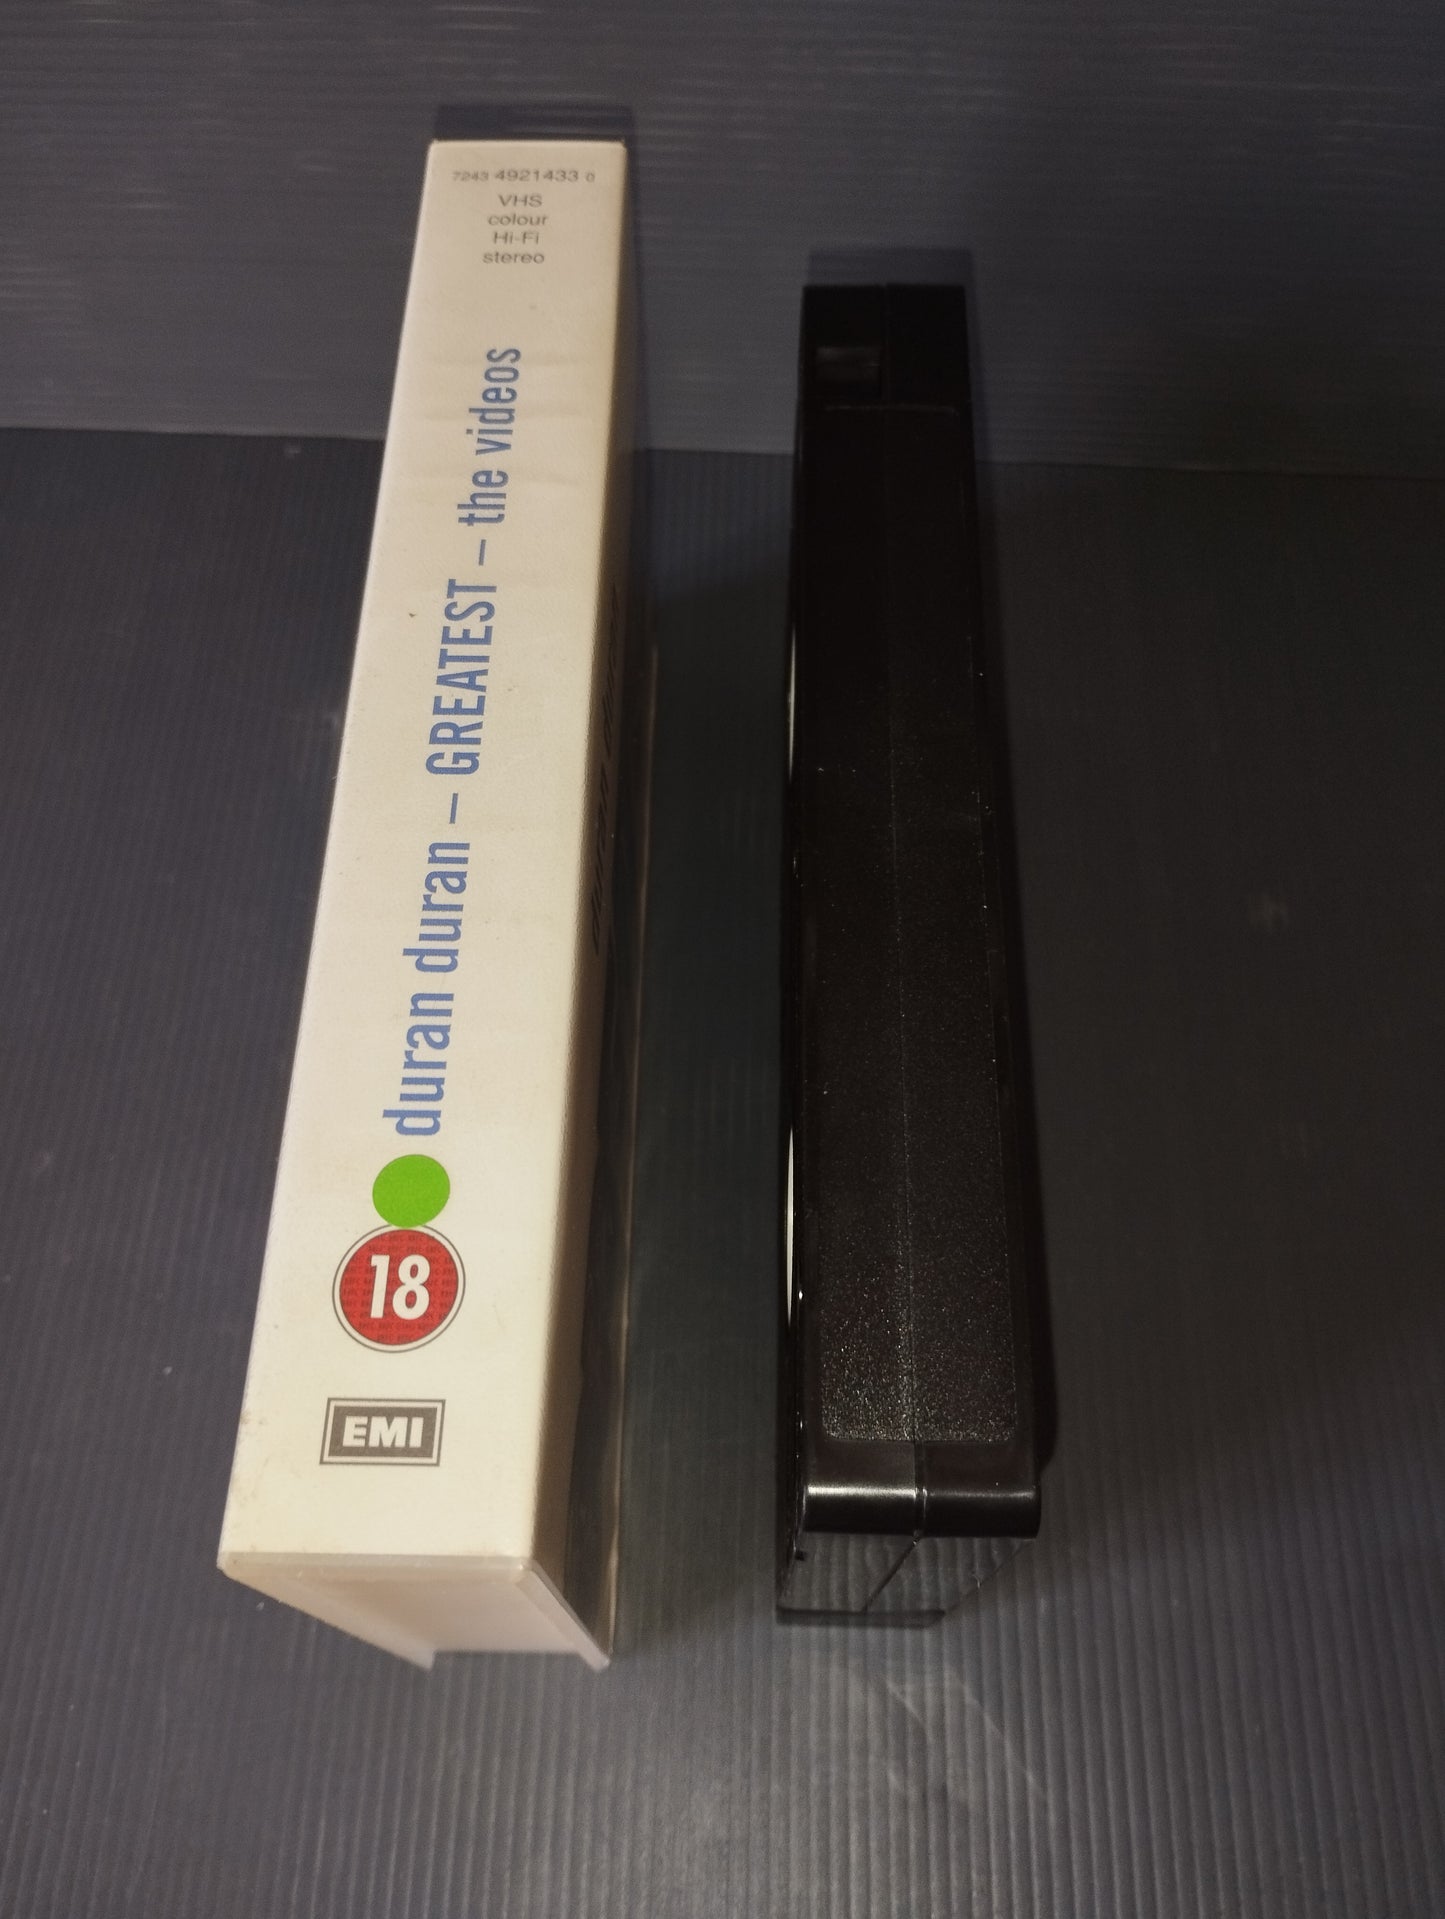 7243 4921433 0
VHS
colour
Hi-Fi
stereo
duran duran – GREATEST – the videos
18
EMI